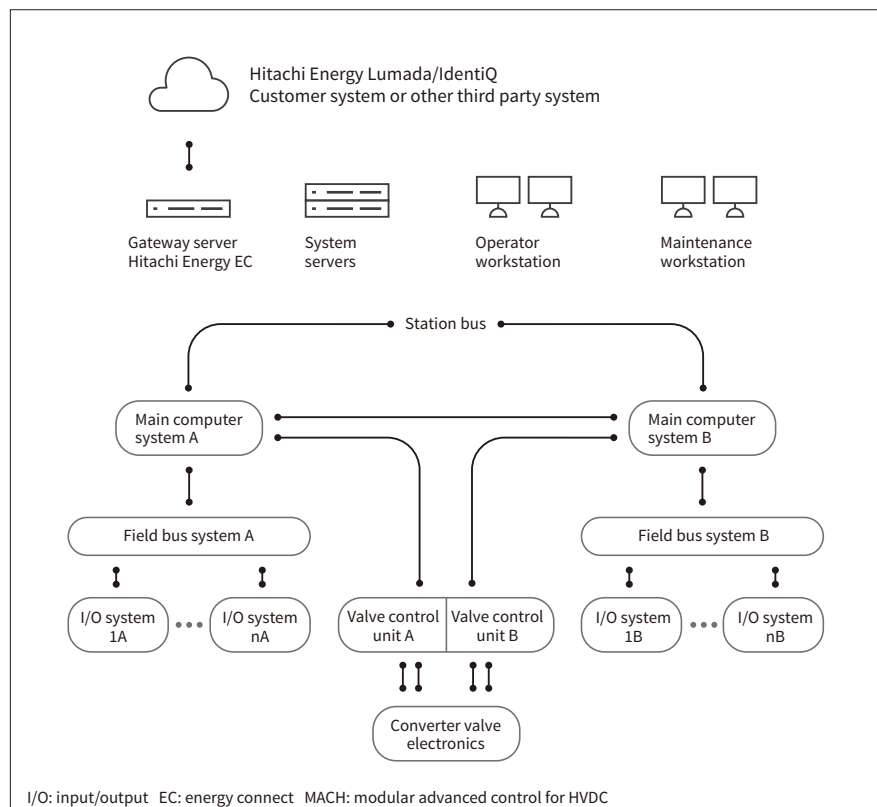 Hitachi Energy Lumada/IdentiQ
Customer system or other third party system
Gateway server
Hitachi Energy EC
System
servers
Operator
workstation
Maintenance
workstation
Station bus
Main computer
system A
Main computer
system B
Field bus system A
Field bus system B
I/O system
1A
I/O system
nA
Valve control
unit A
Valve control
unit B
I/O system
1B
I/O system
nB
Converter valve
electronics
I/O: input/output EC: energy connect MACH: modular advanced control for HVDC